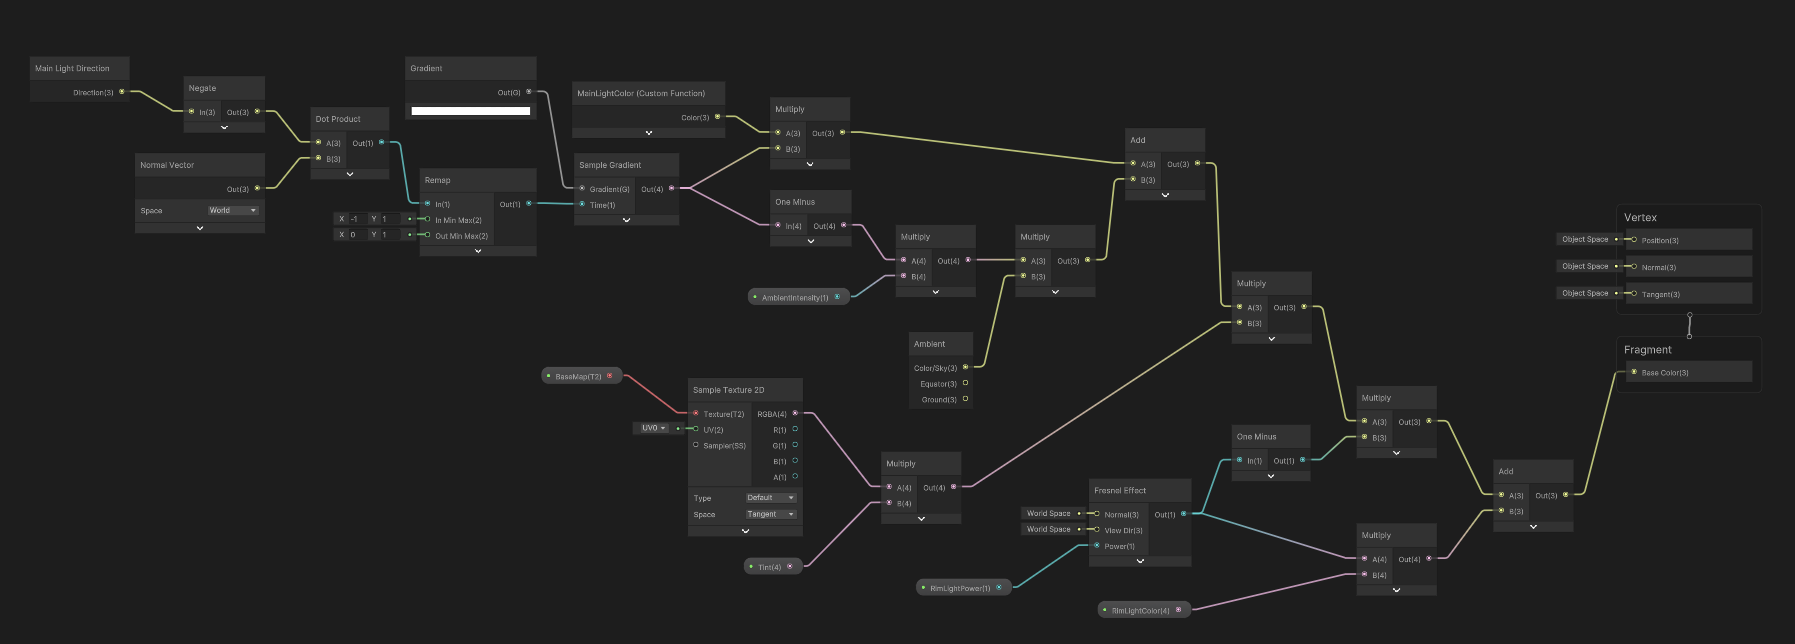 Main Light Direction
Direction(3)
Negate
In(3) Out(3)
Normal Vector
Out(3)
Space World
Dot Product
A(3) Out(1)
B(3)
Gradient
Out(G)
Remap
In(1) Out(1)
X -1 Y 1 In Min Max(2)
X 0 Y 1 Out Min Max(2)
MainLightColor (Custom Function)
Color(3)
Sample Gradient
Gradient(G) Out(4)
Time(1)
Multiply
A(3) Out(3)
B(3)
One Minus
In(4) Out(4)
AmbientIntensity(1)
Multiply
A(4) Out(4)
B(4)
Multiply
A(3) Out(3)
B(3)
Ambient
Color/Sky(3)
Equator(3)
Ground(3)
Add
A(3) Out(3)
B(3)
BaseMap(T2)
Sample Texture 2D
Texture(T2) RGBA(4)
UV0 UV(2) R(1)
Sampler(SS) G(1)
B(1)
A(1)
Type Default
Space Tangent
Tint(4)
Multiply
A(4) Out(4)
B(4)
Multiply
A(3) Out(3)
B(3)
Fresnel Effect
World Space Normal(3) Out(1)
World Space View Dir(3)
Power(1)
RimLightPower(1)
RimLightColor(4)
One Minus
In(1) Out(1)
Multiply
A(3) Out(3)
B(3)
Multiply
A(4) Out(4)
B(4)
Add
A(3) Out(3)
B(3)
Vertex
Object Space Position(3)
Object Space Normal(3)
Object Space Tangent(3)
Fragment
Base Color(3)